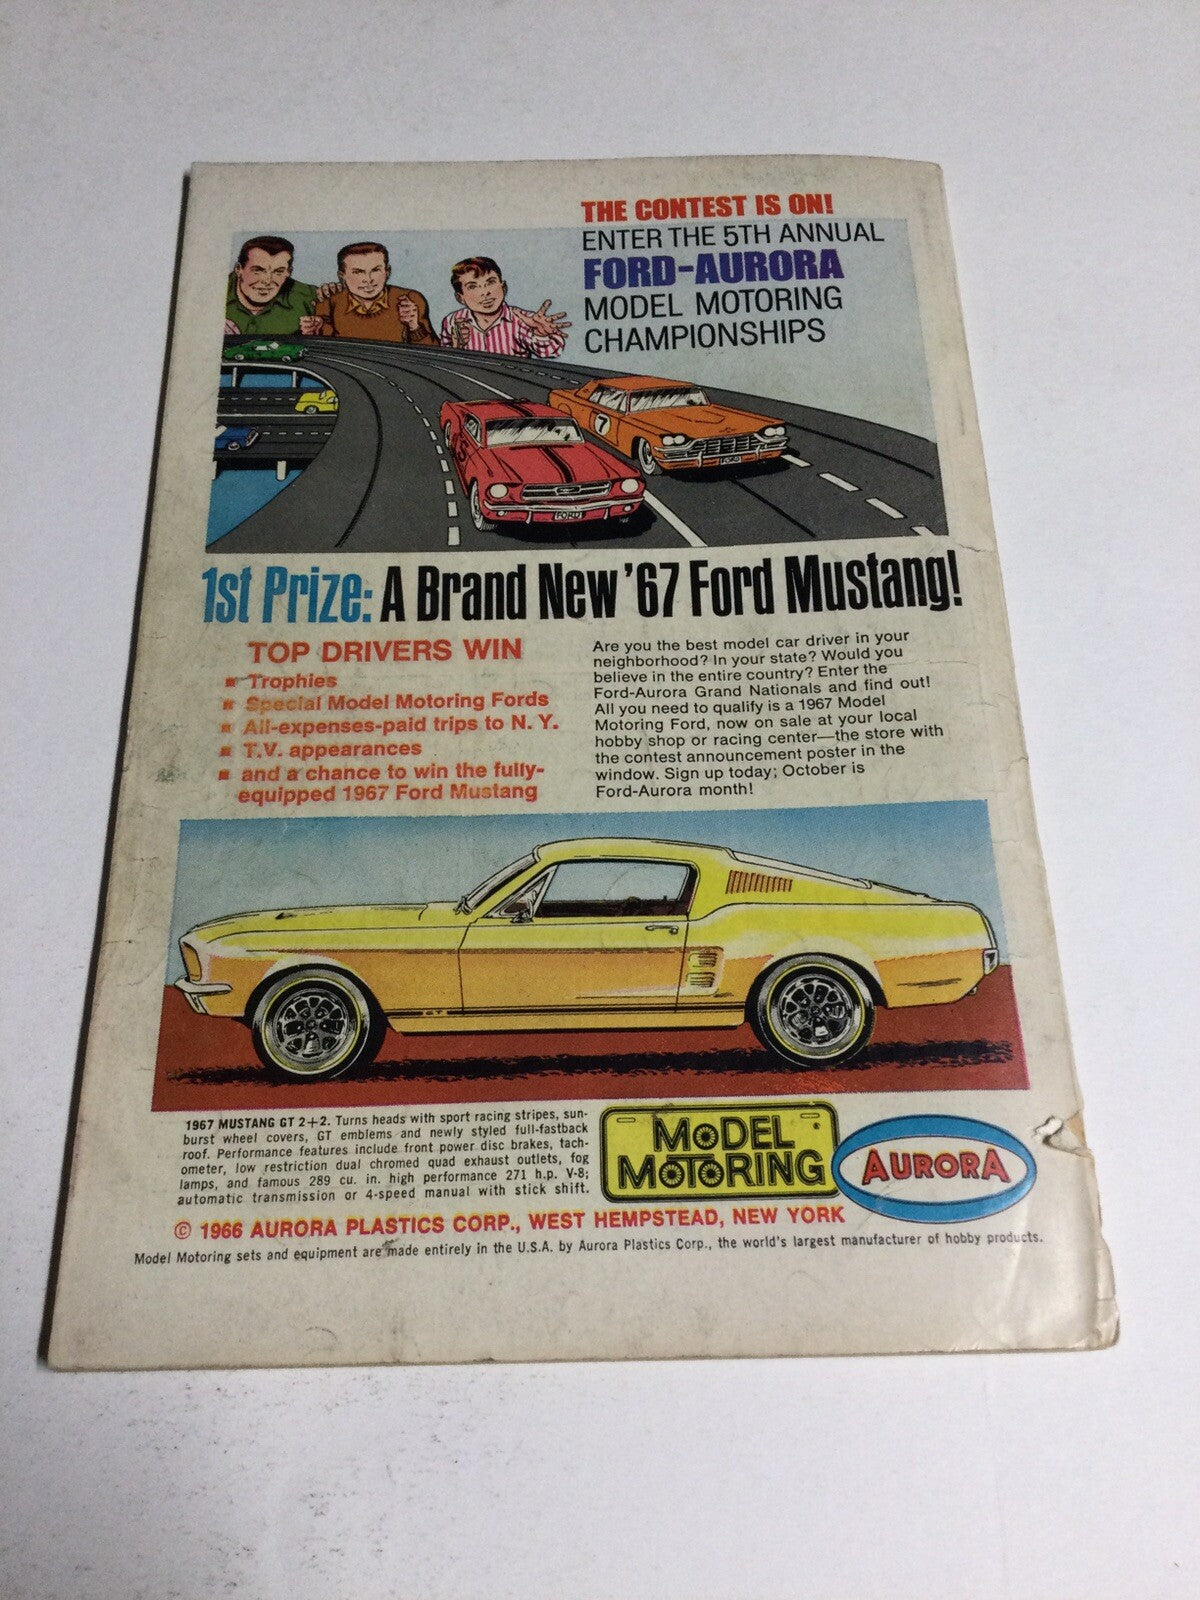 THE CONTEST IS ON!
ENTER THE 5TH ANNUAL
FORD-AURORA
MODEL MOTORING
CHAMPIONSHIPS
7
FORD
FORD
1st Prize: A Brand New '67 Ford Mustang!
TOP DRIVERS WIN
▪ Trophies
▪ Special Model Motoring Fords
▪ All-expenses-paid trips to N. Y.
▪ T.V. appearances
▪ and a chance to win the fully-
equipped 1967 Ford Mustang
Are you the best model car driver in your
neighborhood? In your state? Would you
believe in the entire country? Enter the
Ford-Aurora Grand Nationals and find out!
All you need to qualify is a 1967 Model
Motoring Ford, now on sale at your local
hobby shop or racing center—the store with
the contest announcement poster in the
window. Sign up today; October is
Ford-Aurora month!
1967 MUSTANG GT 2+2. Turns heads with sport racing stripes, sun-
burst wheel covers, GT emblems and newly styled full-fastback
roof. Performance features include front power disc brakes, tach-
ometer, low restriction dual chromed quad exhaust outlets, fog
lamps, and famous 289 cu. in. high performance 271 h.p. V-8;
automatic transmission or 4-speed manual with stick shift.
MODEL
MOTORING
AURORA
© 1966 AURORA PLASTICS CORP., WEST HEMPSTEAD, NEW YORK
Model Motoring sets and equipment are made entirely in the U.S.A. by Aurora Plastics Corp., the world's largest manufacturer of hobby products.